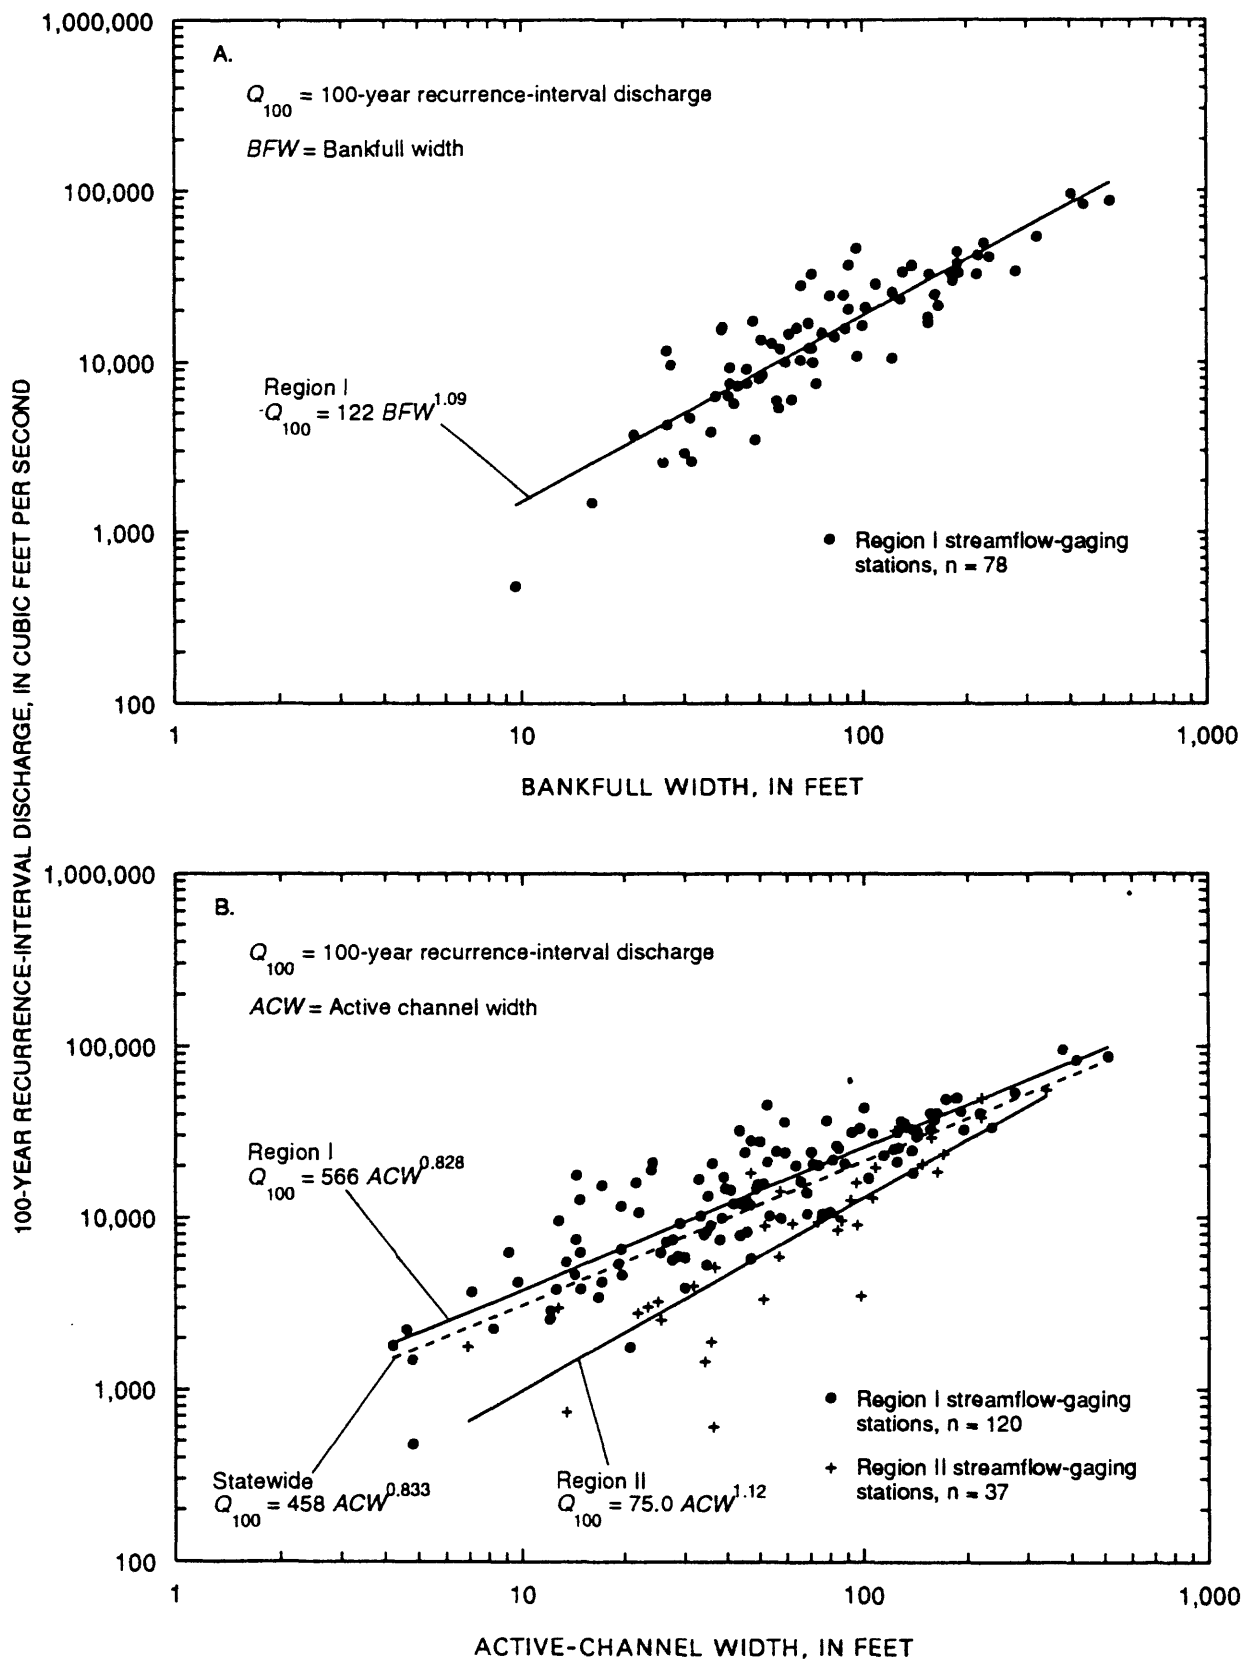 100-YEAR RECURRENCE-INTERVAL DISCHARGE, IN CUBIC FEET PER SECOND
A.
Q100 = 100-year recurrence-interval discharge
BFW = Bankfull width
1,000,000
100,000
10,000
1,000
100
Region I
Q100 = 122 BFW1.09
Region I streamflow-gaging
stations, n = 78
1
10
100
1,000
BANKFULL WIDTH, IN FEET
B.
Q100 = 100-year recurrence-interval discharge
ACW = Active channel width
1,000,000
100,000
10,000
1,000
100
Region I
Q100 = 566 ACW0.828
Statewide
Q100 = 458 ACW0.833
Region II
Q100 = 75.0 ACW1.12
Region I streamflow-gaging
stations, n = 120
Region II streamflow-gaging
stations, n = 37
1
10
100
1,000
ACTIVE-CHANNEL WIDTH, IN FEET